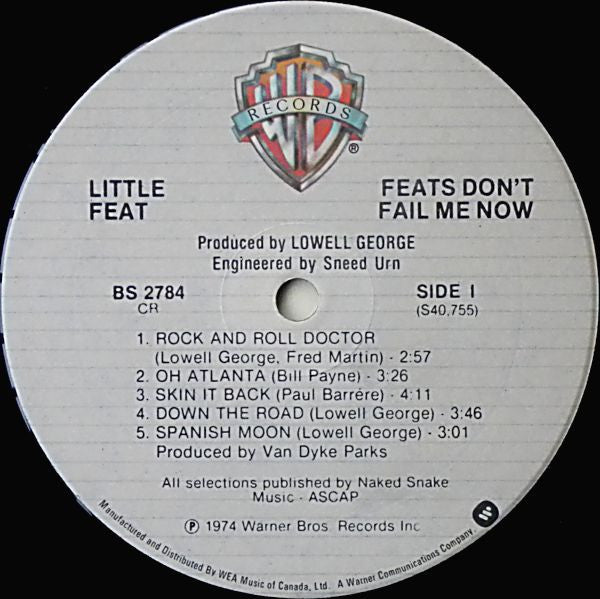 WB
RECORDS
®
LITTLE
FEAT
FEATS DON'T
FAIL ME NOW
Produced by LOWELL GEORGE
Engineered by Sneed Urn
BS 2784
CR
SIDE I
(S40,755)
1. ROCK AND ROLL DOCTOR
(Lowell George, Fred Martin) - 2:57
2. OH ATLANTA (Bill Payne) - 3:26
3. SKIN IT BACK (Paul Barrére) - 4:11
4. DOWN THE ROAD (Lowell George) - 3:46
5. SPANISH MOON (Lowell George) - 3:01
Produced by Van Dyke Parks
All selections published by Naked Snake
Music - ASCAP
℗ 1974 Warner Bros. Records Inc
Manufactured and Distributed By WEA Music of Canada, Ltd. A Warner Communications Company.